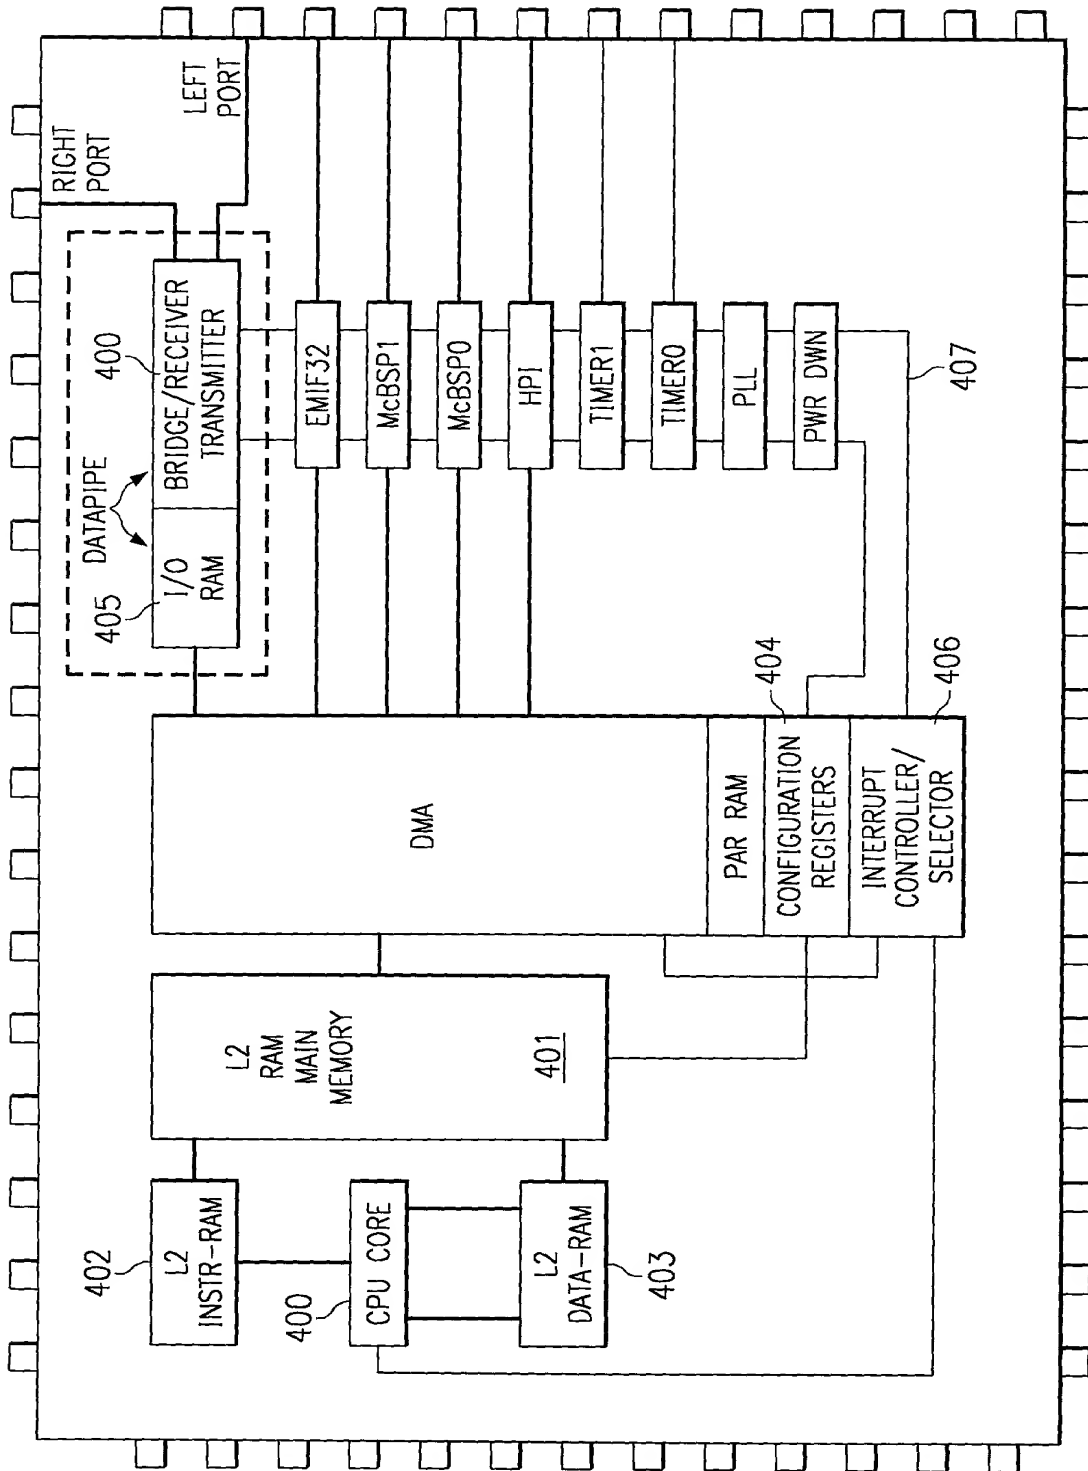 RIGHT
PORT
LEFT
PORT
DATAPIPE
400
405
I/O
RAM
BRIDGE/RECEIVER
TRANSMITTER
EMIF32
McBSP1
McBSP0
HPI
TIMER1
TIMER0
PLL
PWR DWN
407
DMA
PAR RAM
CONFIGURATION
REGISTERS
404
INTERRUPT
CONTROLLER/
SELECTOR
406
L2
RAM
MAIN
MEMORY
401
402
L2
INSTR-RAM
400
CPU CORE
L2
DATA-RAM
403